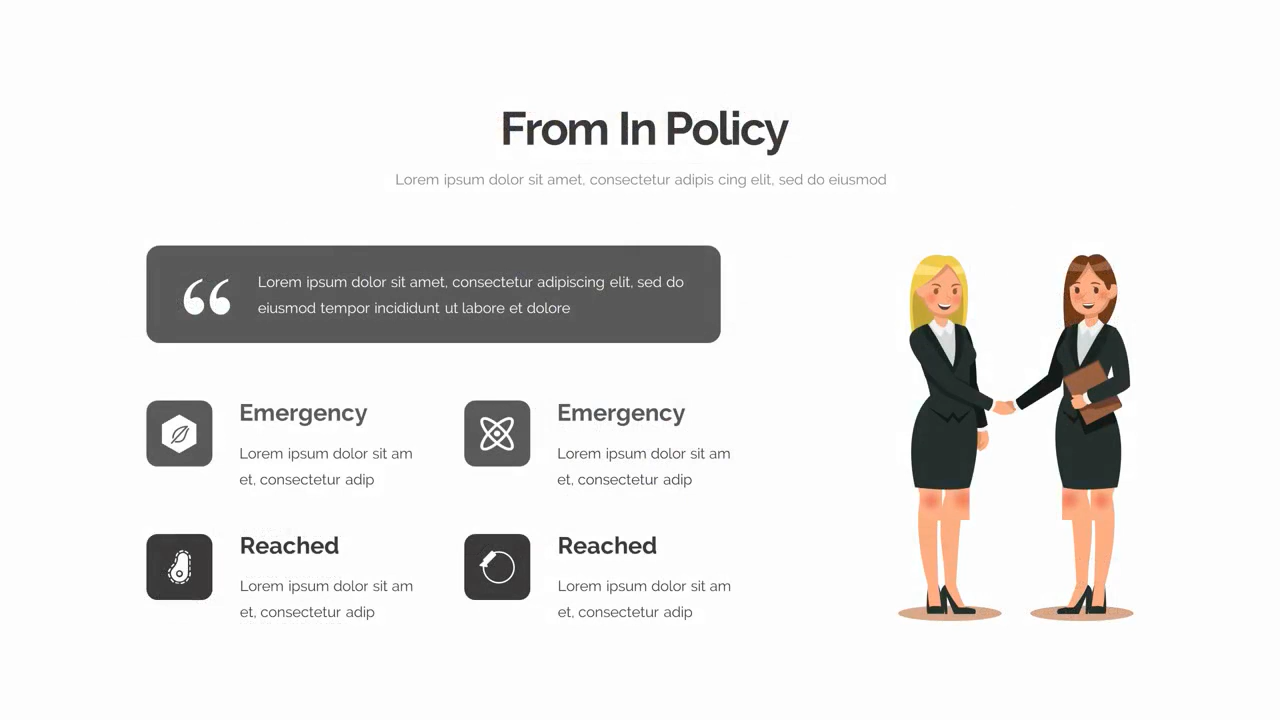 From In Policy
Lorem ipsum dolor sit amet, consectetur adipis cing elit, sed do eiusmod
“
Lorem ipsum dolor sit amet, consectetur adipiscing elit, sed do
eiusmod tempor incididunt ut labore et dolore
Emergency
Lorem ipsum dolor sit am
et, consectetur adip
Emergency
Lorem ipsum dolor sit am
et, consectetur adip
Reached
Lorem ipsum dolor sit am
et, consectetur adip
Reached
Lorem ipsum dolor sit am
et, consectetur adip